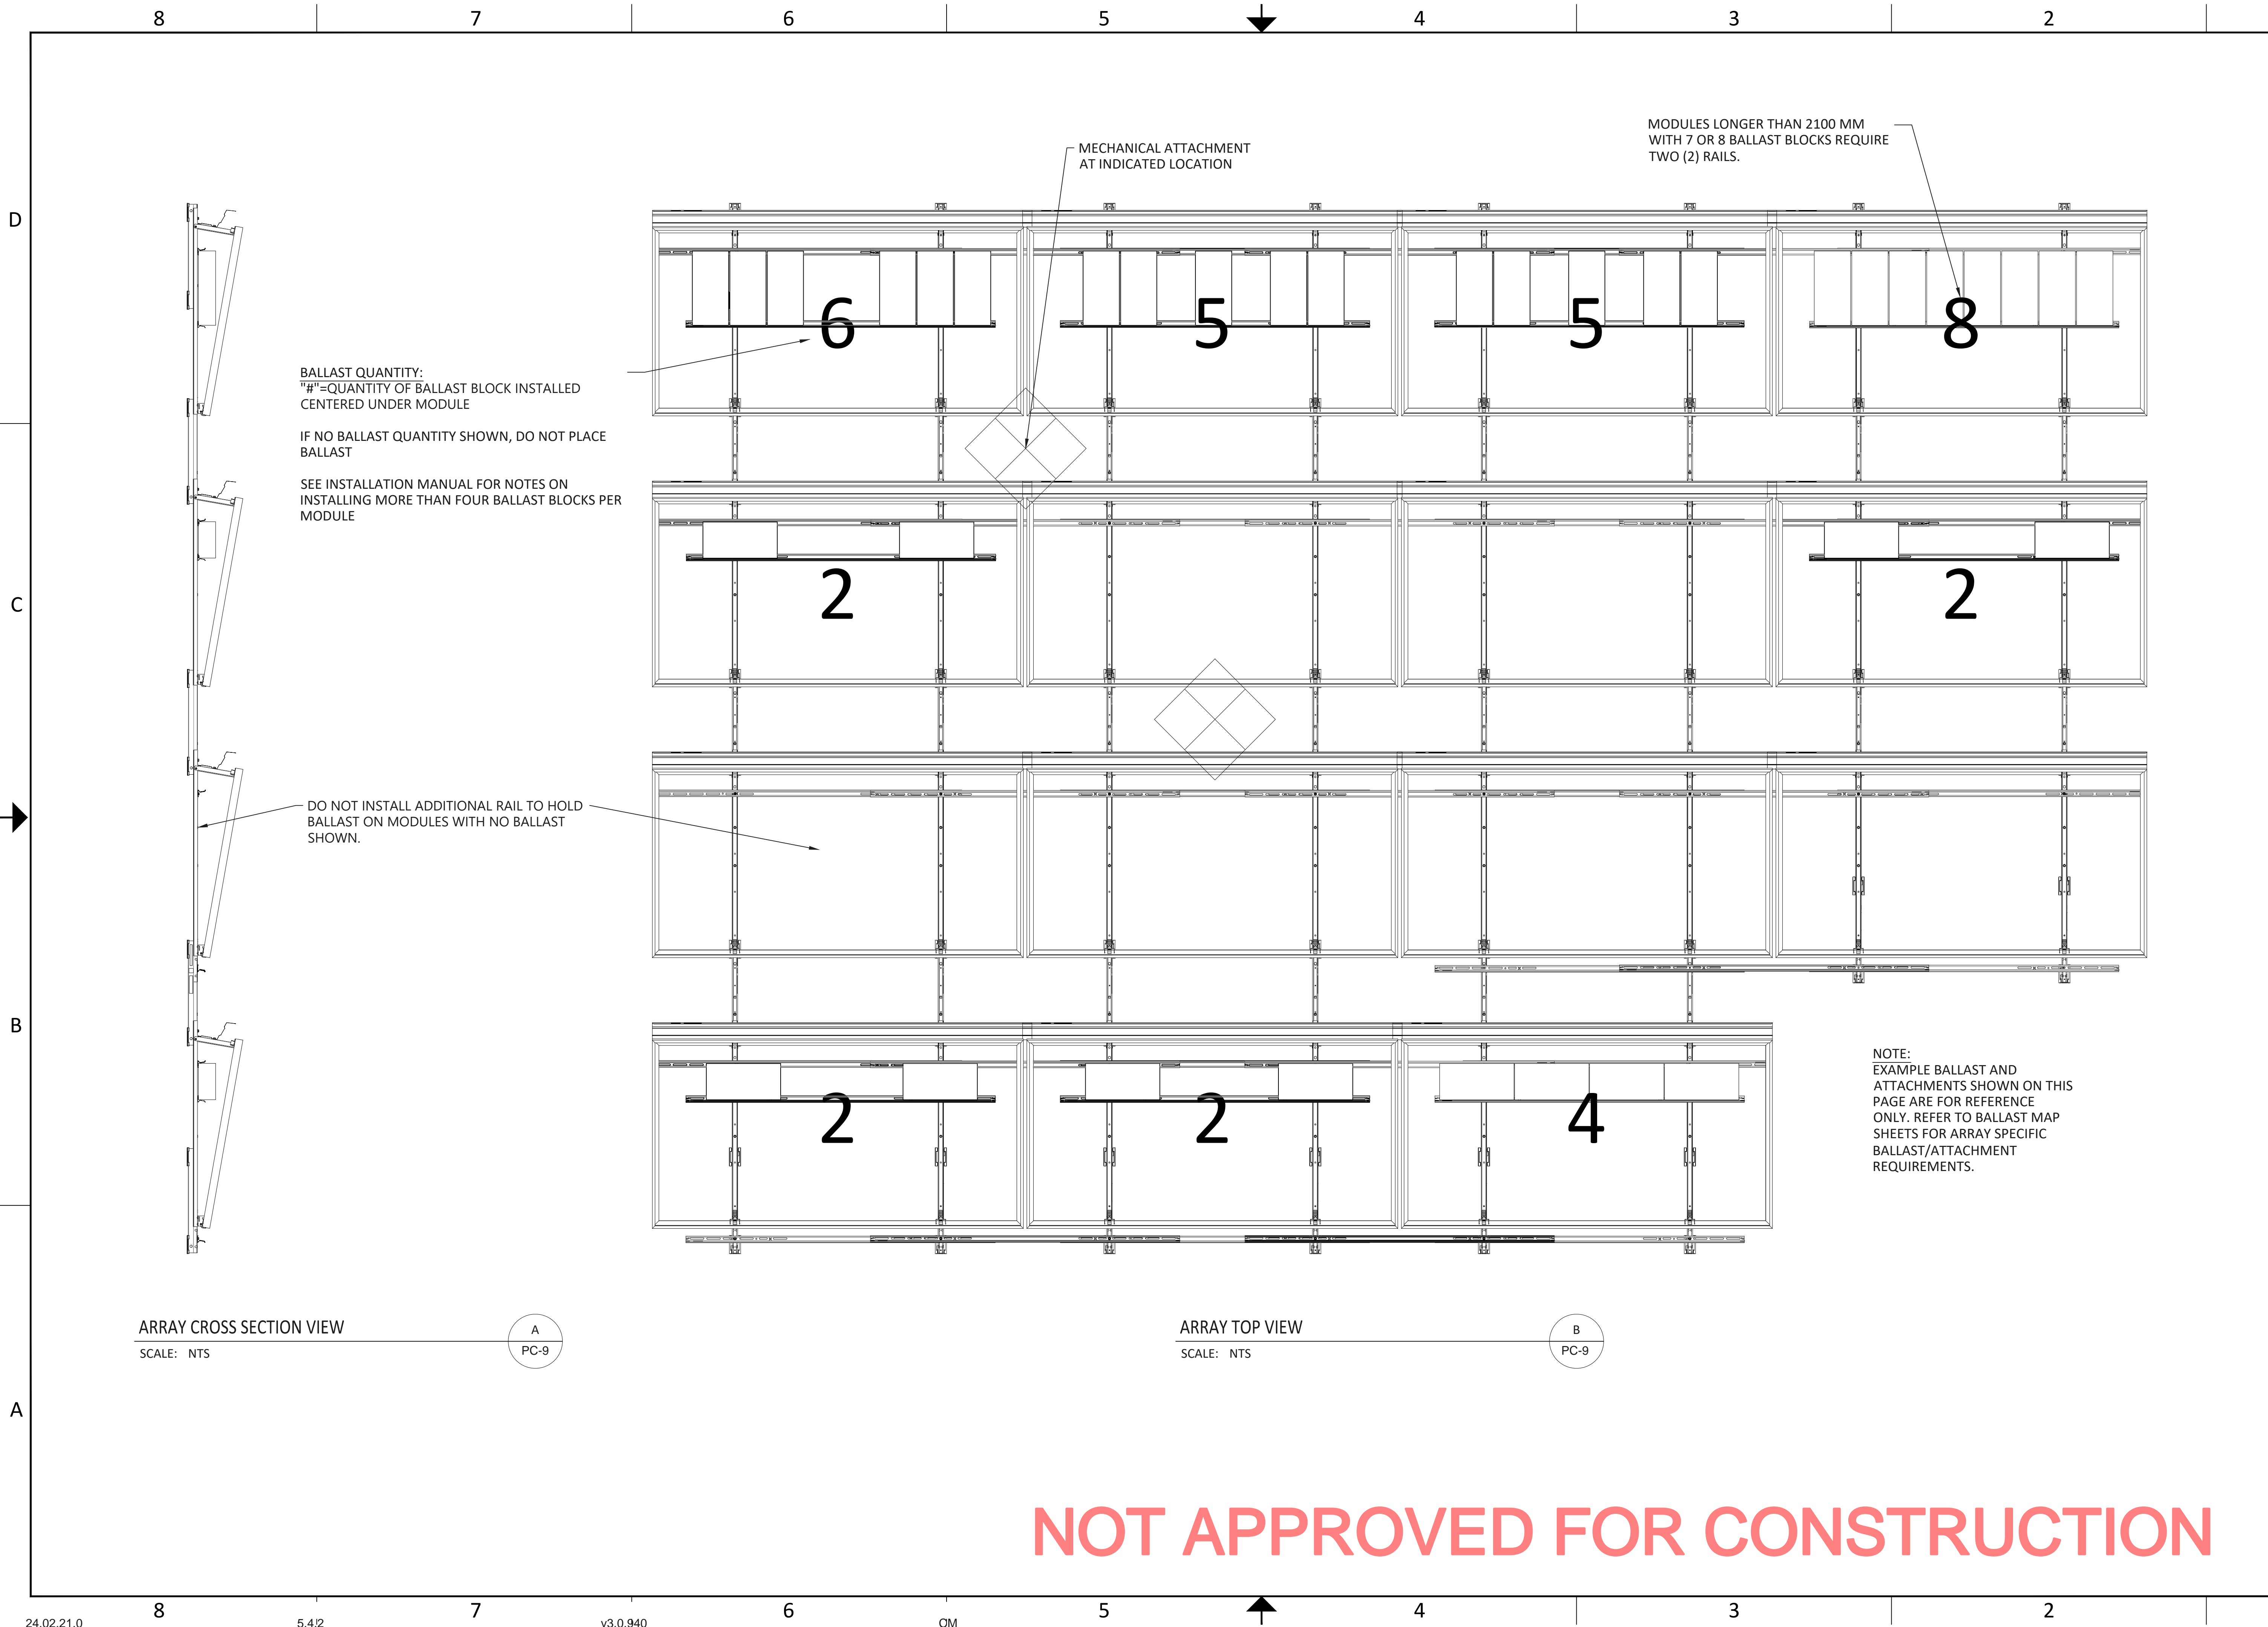 8 7 6 5 4 3 2
MECHANICAL ATTACHMENT
AT INDICATED LOCATION
MODULES LONGER THAN 2100 MM
WITH 7 OR 8 BALLAST BLOCKS REQUIRE
TWO (2) RAILS.
D
6 5 5 8
BALLAST QUANTITY:
"#"=QUANTITY OF BALLAST BLOCK INSTALLED
CENTERED UNDER MODULE
IF NO BALLAST QUANTITY SHOWN, DO NOT PLACE
BALLAST
SEE INSTALLATION MANUAL FOR NOTES ON
INSTALLING MORE THAN FOUR BALLAST BLOCKS PER
MODULE
C
2 2
DO NOT INSTALL ADDITIONAL RAIL TO HOLD
BALLAST ON MODULES WITH NO BALLAST
SHOWN.
B
2 2 4
NOTE:
EXAMPLE BALLAST AND
ATTACHMENTS SHOWN ON THIS
PAGE ARE FOR REFERENCE
ONLY. REFER TO BALLAST MAP
SHEETS FOR ARRAY SPECIFIC
BALLAST/ATTACHMENT
REQUIREMENTS.
ARRAY CROSS SECTION VIEW
SCALE: NTS
A
PC-9
ARRAY TOP VIEW
SCALE: NTS
B
PC-9
A
NOT APPROVED FOR CONSTRUCTION
8 7 6 5 4 3 2
24.02.21.0 5.4/2 v3.0.940 QM